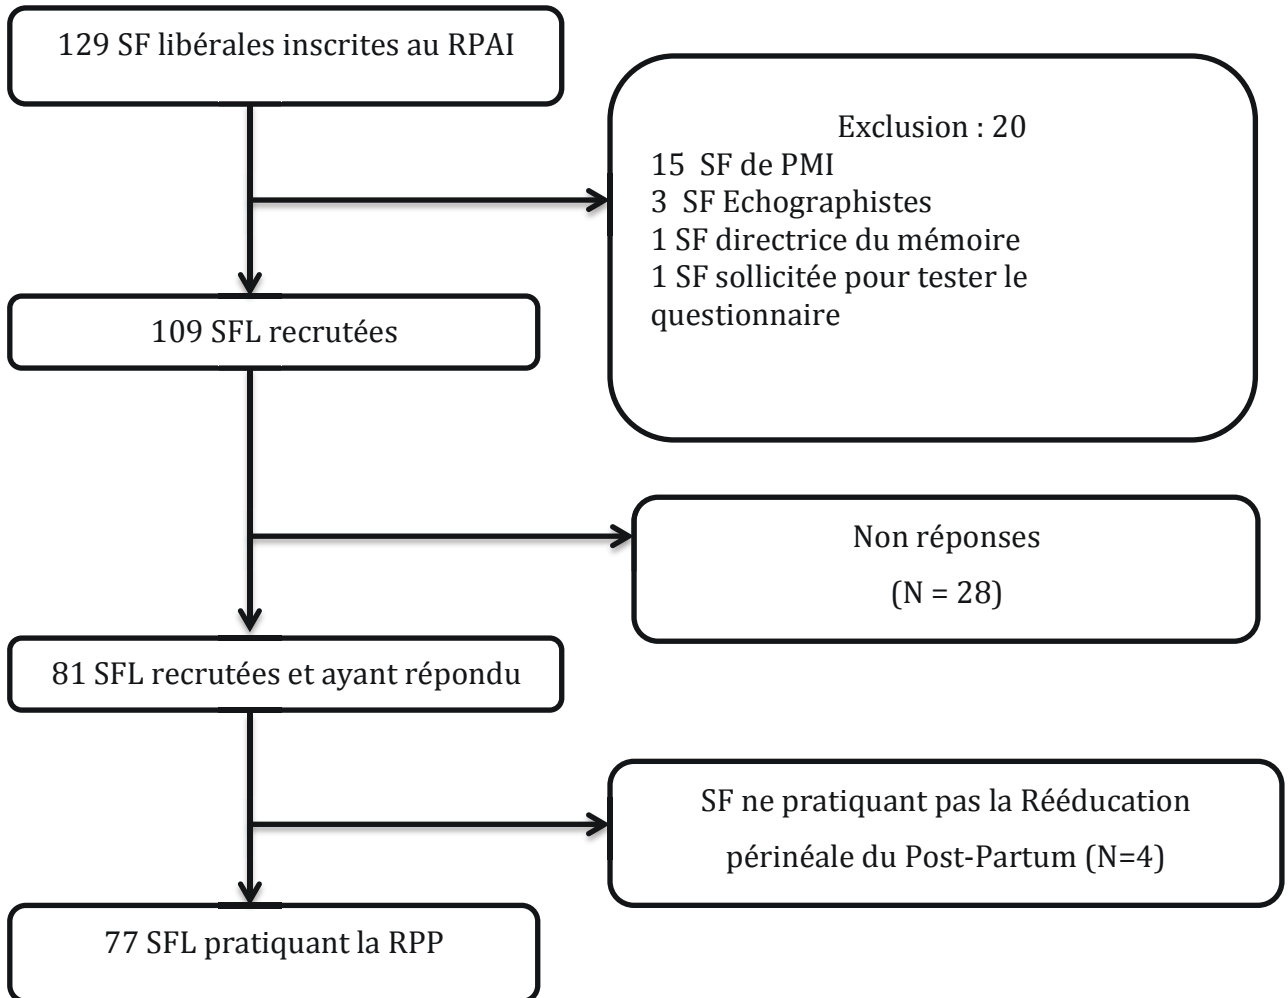 129 SF libérales inscrites au RPAI
Exclusion : 20
15 SF de PMI
3 SF Echographistes
1 SF directrice du mémoire
1 SF sollicitée pour tester le
questionnaire
109 SFL recrutées
Non réponses
(N = 28)
81 SFL recrutées et ayant répondu
SF ne pratiquant pas la Rééducation
périnéale du Post-Partum (N=4)
77 SFL pratiquant la RPP